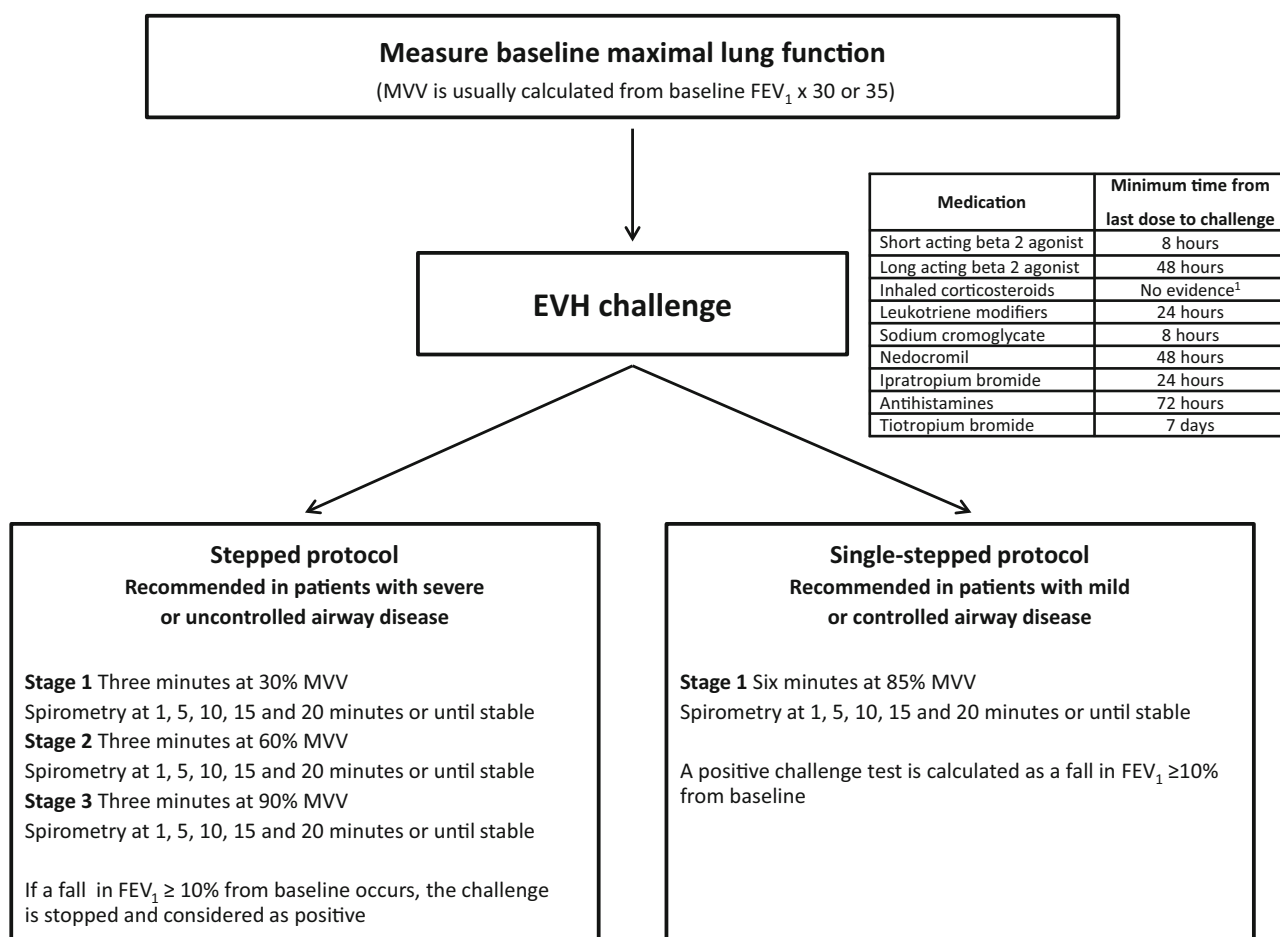 Measure baseline maximal lung function
(MVV is usually calculated from baseline FEV₁ x 30 or 35)
Medication
Minimum time from
last dose to challenge
Short acting beta 2 agonist 8 hours
Long acting beta 2 agonist 48 hours
Inhaled corticosteroids No evidence¹
Leukotriene modifiers 24 hours
Sodium cromoglycate 8 hours
Nedocromil 48 hours
Ipratropium bromide 24 hours
Antihistamines 72 hours
Tiotropium bromide 7 days
EVH challenge
Stepped protocol
Recommended in patients with severe
or uncontrolled airway disease
Stage 1 Three minutes at 30% MVV
Spirometry at 1, 5, 10, 15 and 20 minutes or until stable
Stage 2 Three minutes at 60% MVV
Spirometry at 1, 5, 10, 15 and 20 minutes or until stable
Stage 3 Three minutes at 90% MVV
Spirometry at 1, 5, 10, 15 and 20 minutes or until stable
If a fall in FEV₁ ≥ 10% from baseline occurs, the challenge
is stopped and considered as positive
Single-stepped protocol
Recommended in patients with mild
or controlled airway disease
Stage 1 Six minutes at 85% MVV
Spirometry at 1, 5, 10, 15 and 20 minutes or until stable
A positive challenge test is calculated as a fall in FEV₁ ≥10%
from baseline